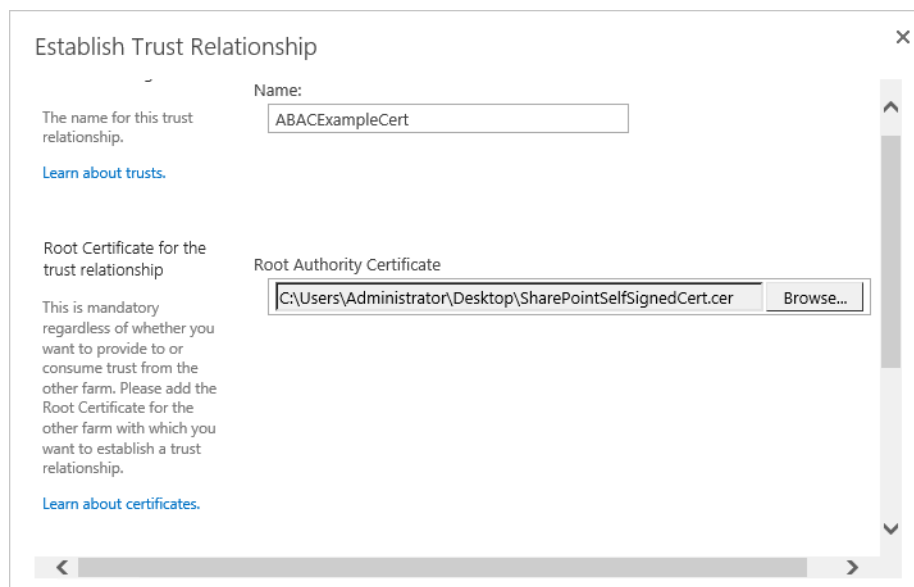 Establish Trust Relationship
Name:
The name for this trust
relationship.
ABACExampleCert
Learn about trusts.
Root Certificate for the
trust relationship
Root Authority Certificate
C:\Users\Administrator\Desktop\SharePointSelfSignedCert.cer
Browse...
This is mandatory
regardless of whether you
want to provide to or
consume trust from the
other farm. Please add the
Root Certificate for the
other farm with which you
want to establish a trust
relationship.
Learn about certificates.